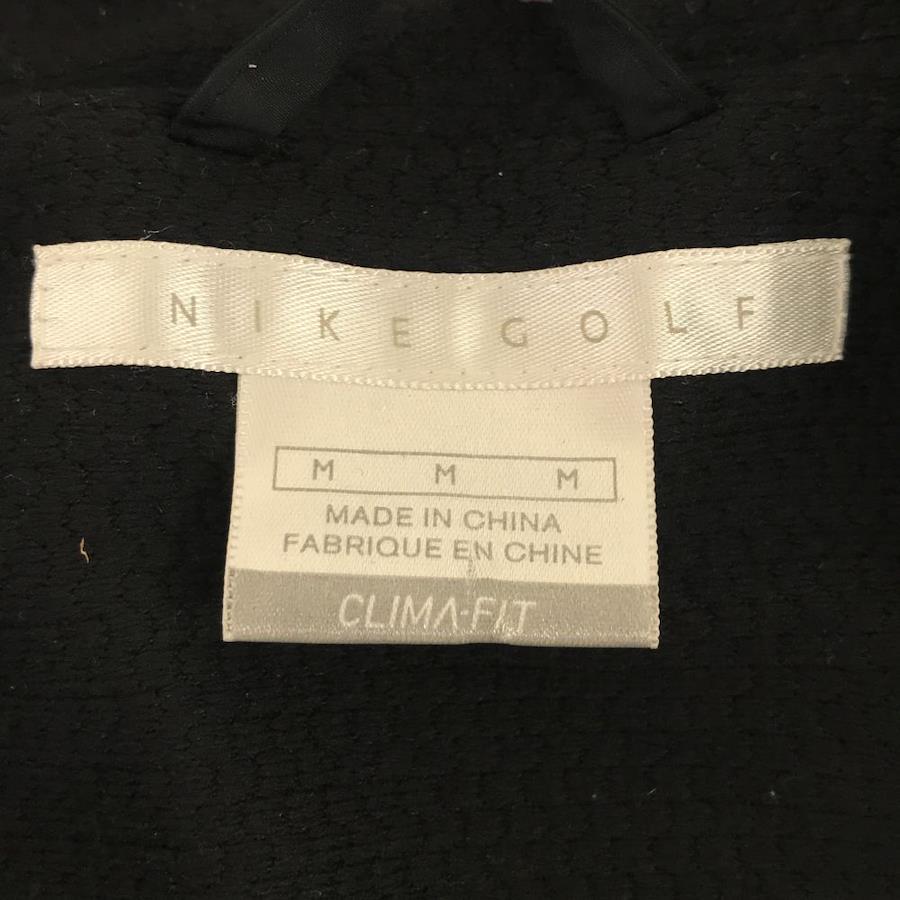 NIKE GOLF
M M M
MADE IN CHINA
FABRIQUE EN CHINE
CLIMA-FIT